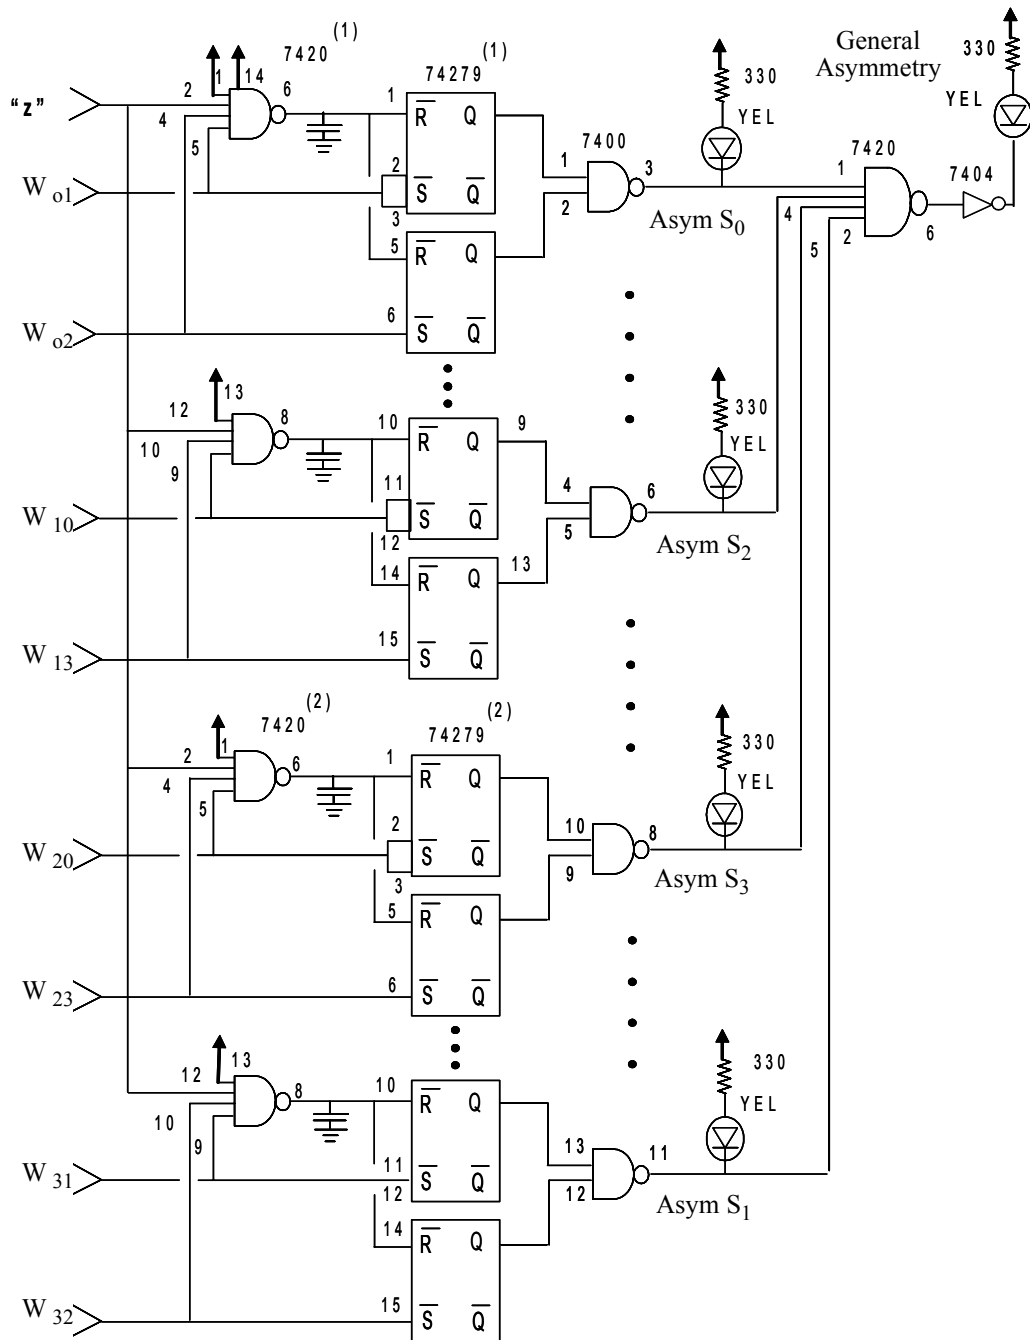 (1)
7420
(1)
74279
General
Asymmetry
330
YEL
330
YEL
"z"
2
1
14
6
4
5
1
R Q
7400
7420
7404
W o1
2
S Q
3
1
2
3
Asym S0
1
4
5
2
6
5
R Q
W o2
6
S Q
13
12
10
9
8
10
R Q
9
330
YEL
W 10
11
S Q
12
4
5
6
Asym S2
14
R Q
13
W 13
15
S Q
(2)
7420
(2)
74279
1
2
4
5
6
1
R Q
330
YEL
W 20
2
S Q
3
10
9
8
Asym S3
5
R Q
W 23
6
S Q
13
12
10
9
8
10
R Q
330
YEL
W 31
11
S Q
12
13
12
11
Asym S1
14
R Q
W 32
15
S Q